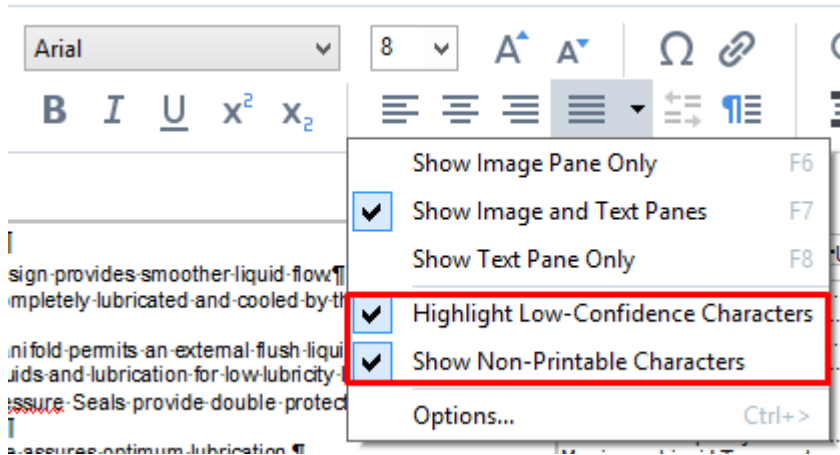 Arial 8 A A Ω
B I U x² x₂
Show Image Pane Only F6
Show Image and Text Panes F7
Show Text Pane Only F8
Highlight Low-Confidence Characters
Show Non-Printable Characters
Options... Ctrl+>
¶
sign·provides·smoother·liquid·flow.¶
mpletely·lubricated·and·cooled·by·th
nifold·permits·an·external·flush·liqui
uids·and·lubrication·for·low·lubricity·
essure·Seals·provide·double·protect
¶
e·assures·optimum·lubrication.¶